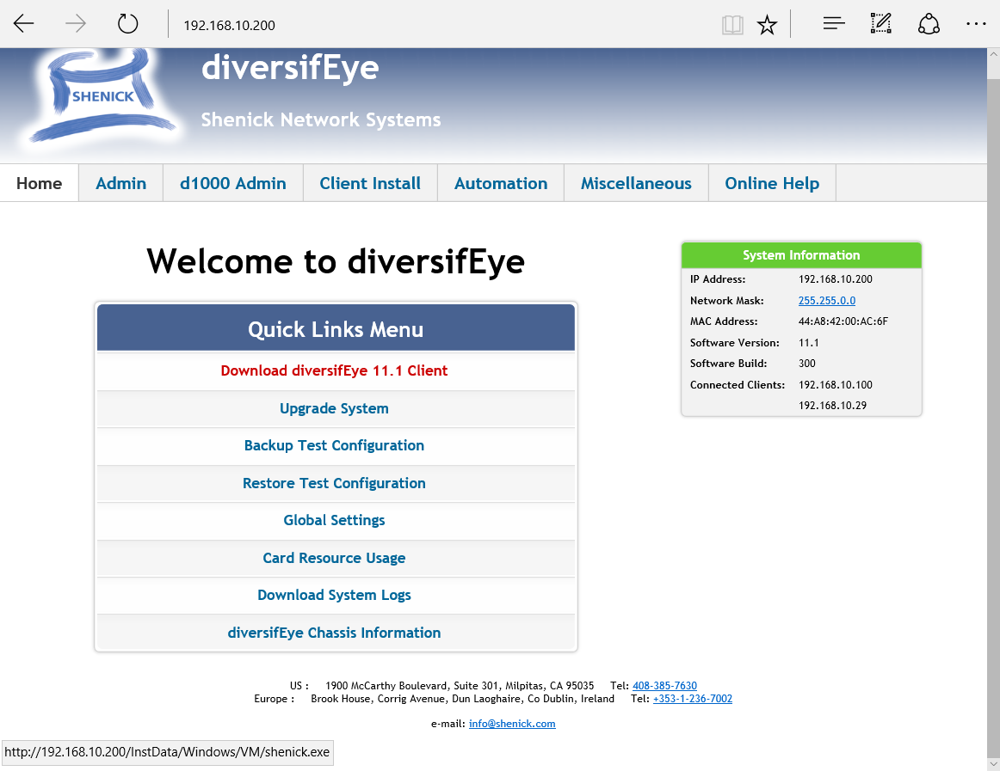 192.168.10.200
SHENICK
diversifEye
Shenick Network Systems
Home Admin d1000 Admin Client Install Automation Miscellaneous Online Help
Welcome to diversifEye
Quick Links Menu
Download diversifEye 11.1 Client
Upgrade System
Backup Test Configuration
Restore Test Configuration
Global Settings
Card Resource Usage
Download System Logs
diversifEye Chassis Information
System Information
IP Address: 192.168.10.200
Network Mask: 255.255.0.0
MAC Address: 44:A8:42:00:AC:6F
Software Version: 11.1
Software Build: 300
Connected Clients: 192.168.10.100
192.168.10.29
US : 1900 McCarthy Boulevard, Suite 301, Milpitas, CA 95035 Tel: 408-385-7630
Europe : Brook House, Corrig Avenue, Dun Laoghaire, Co Dublin, Ireland Tel: +353-1-236-7002
e-mail: info@shenick.com
http://192.168.10.200/InstData/Windows/VM/shenick.exe